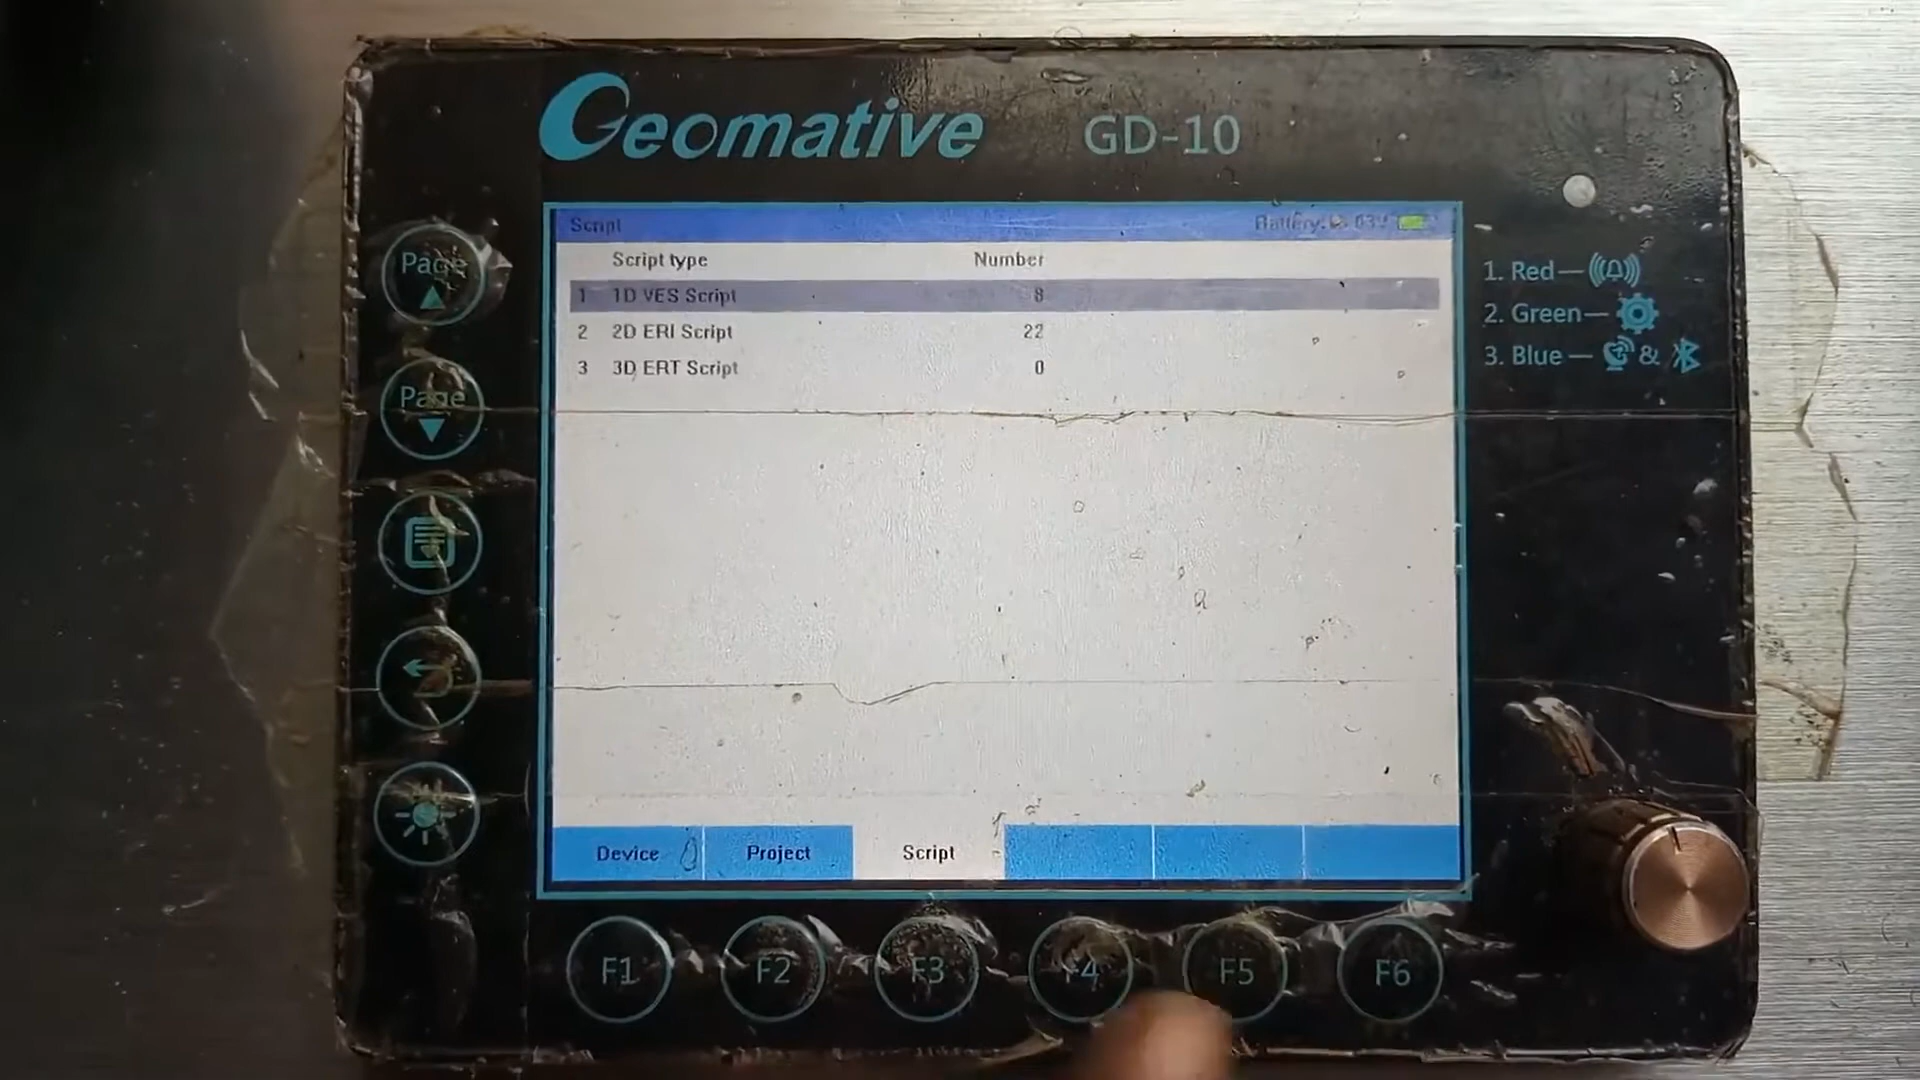 Geomative GD-10
Script Battery:
Script type Number
1 1D VES Script 8
2 2D ERI Script 22
3 3D ERT Script 0
Device Project Script
Page
Page
1. Red—
2. Green—
3. Blue — &
F1 F2 F3 F4 F5 F6